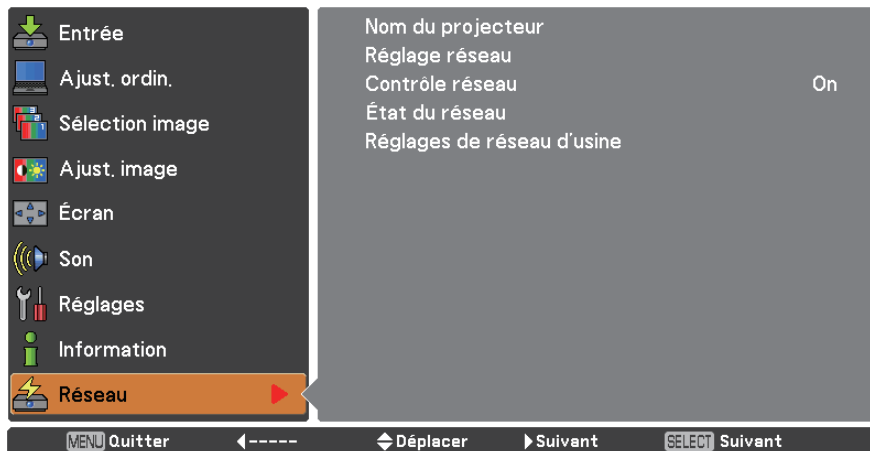 Entrée
Ajust. ordin.
Sélection image
Ajust. image
Écran
Son
Réglages
Information
Réseau
Nom du projecteur
Réglage réseau
Contrôle réseau On
État du réseau
Réglages de réseau d'usine
MENU Quitter ◀----- Déplacer ▶Suivant SELECT Suivant